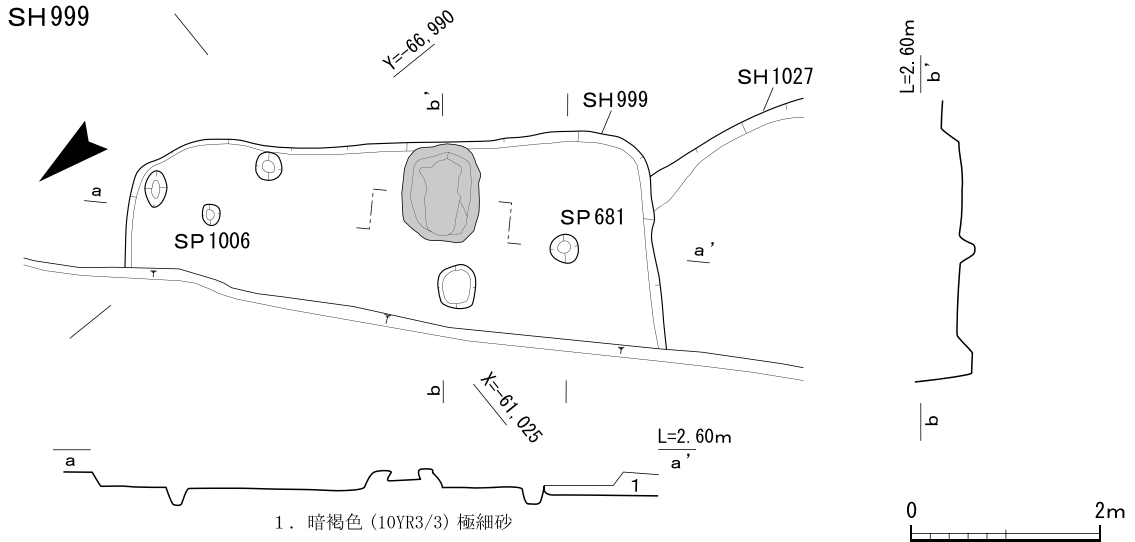 SH999
Y=-66,990
b'
SH999
SH1027
L=2.60m
b'
a
SP1006
SP681
a'
b
X=-61,025
b
L=2.60m
a
a'
1
1．暗褐色 (10YR3/3) 極細砂
0
2m